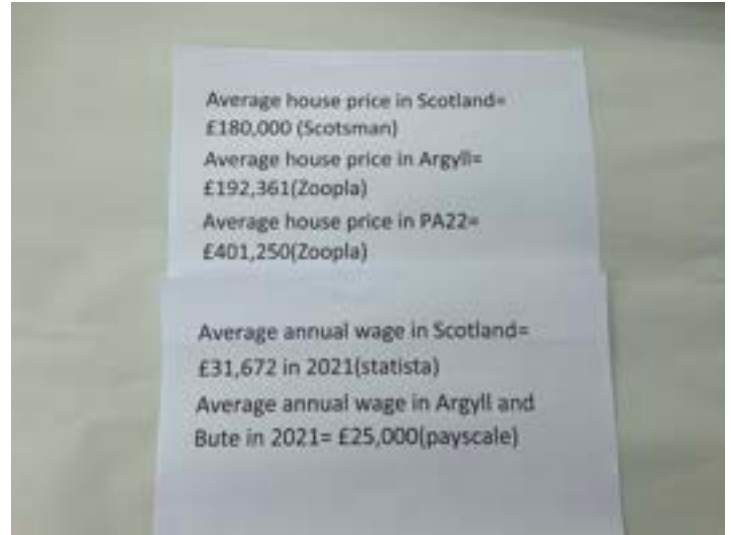 Average house price in Scotland=
£180,000 (Scotsman)
Average house price in Argyll=
£192,361(Zoopla)
Average house price in PA22=
£401,250(Zoopla)
Average annual wage in Scotland=
£31,672 in 2021(statista)
Average annual wage in Argyll and
Bute in 2021= £25,000(payscale)